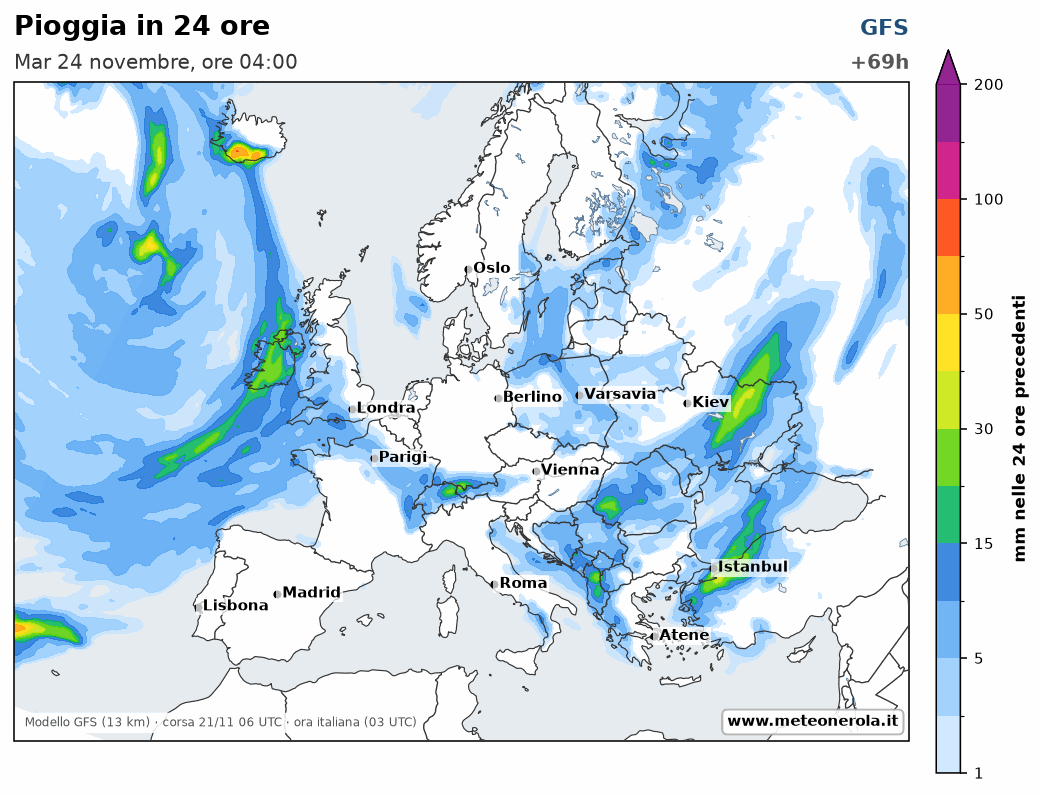 Pioggia in 24 ore
GFS
Mar 24 novembre, ore 04:00
+69h
200
100
50
30
15
5
1
mm nelle 24 ore precedenti
Oslo
Londra
Berlino
Varsavia
Kiev
Parigi
Vienna
Istanbul
Roma
Madrid
Lisbona
Atene
Modello GFS (13 km) · corsa 21/11 06 UTC · ora italiana (03 UTC)
www.meteonerola.it